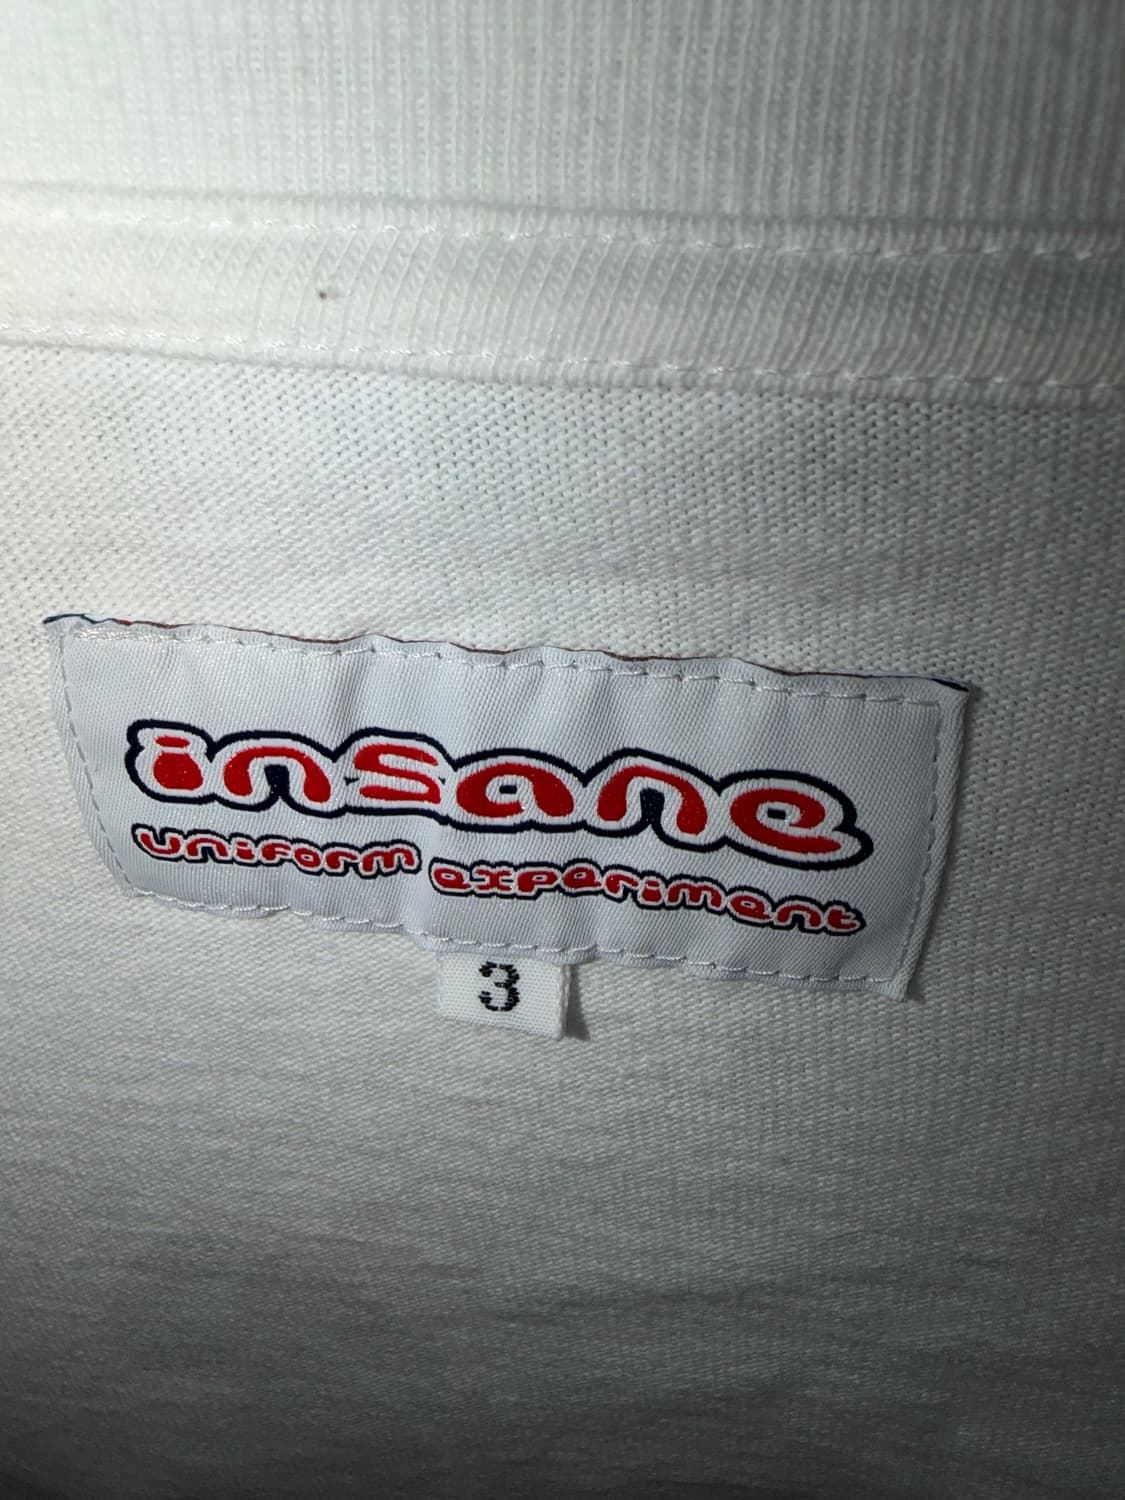 insane
uniform experiment
3